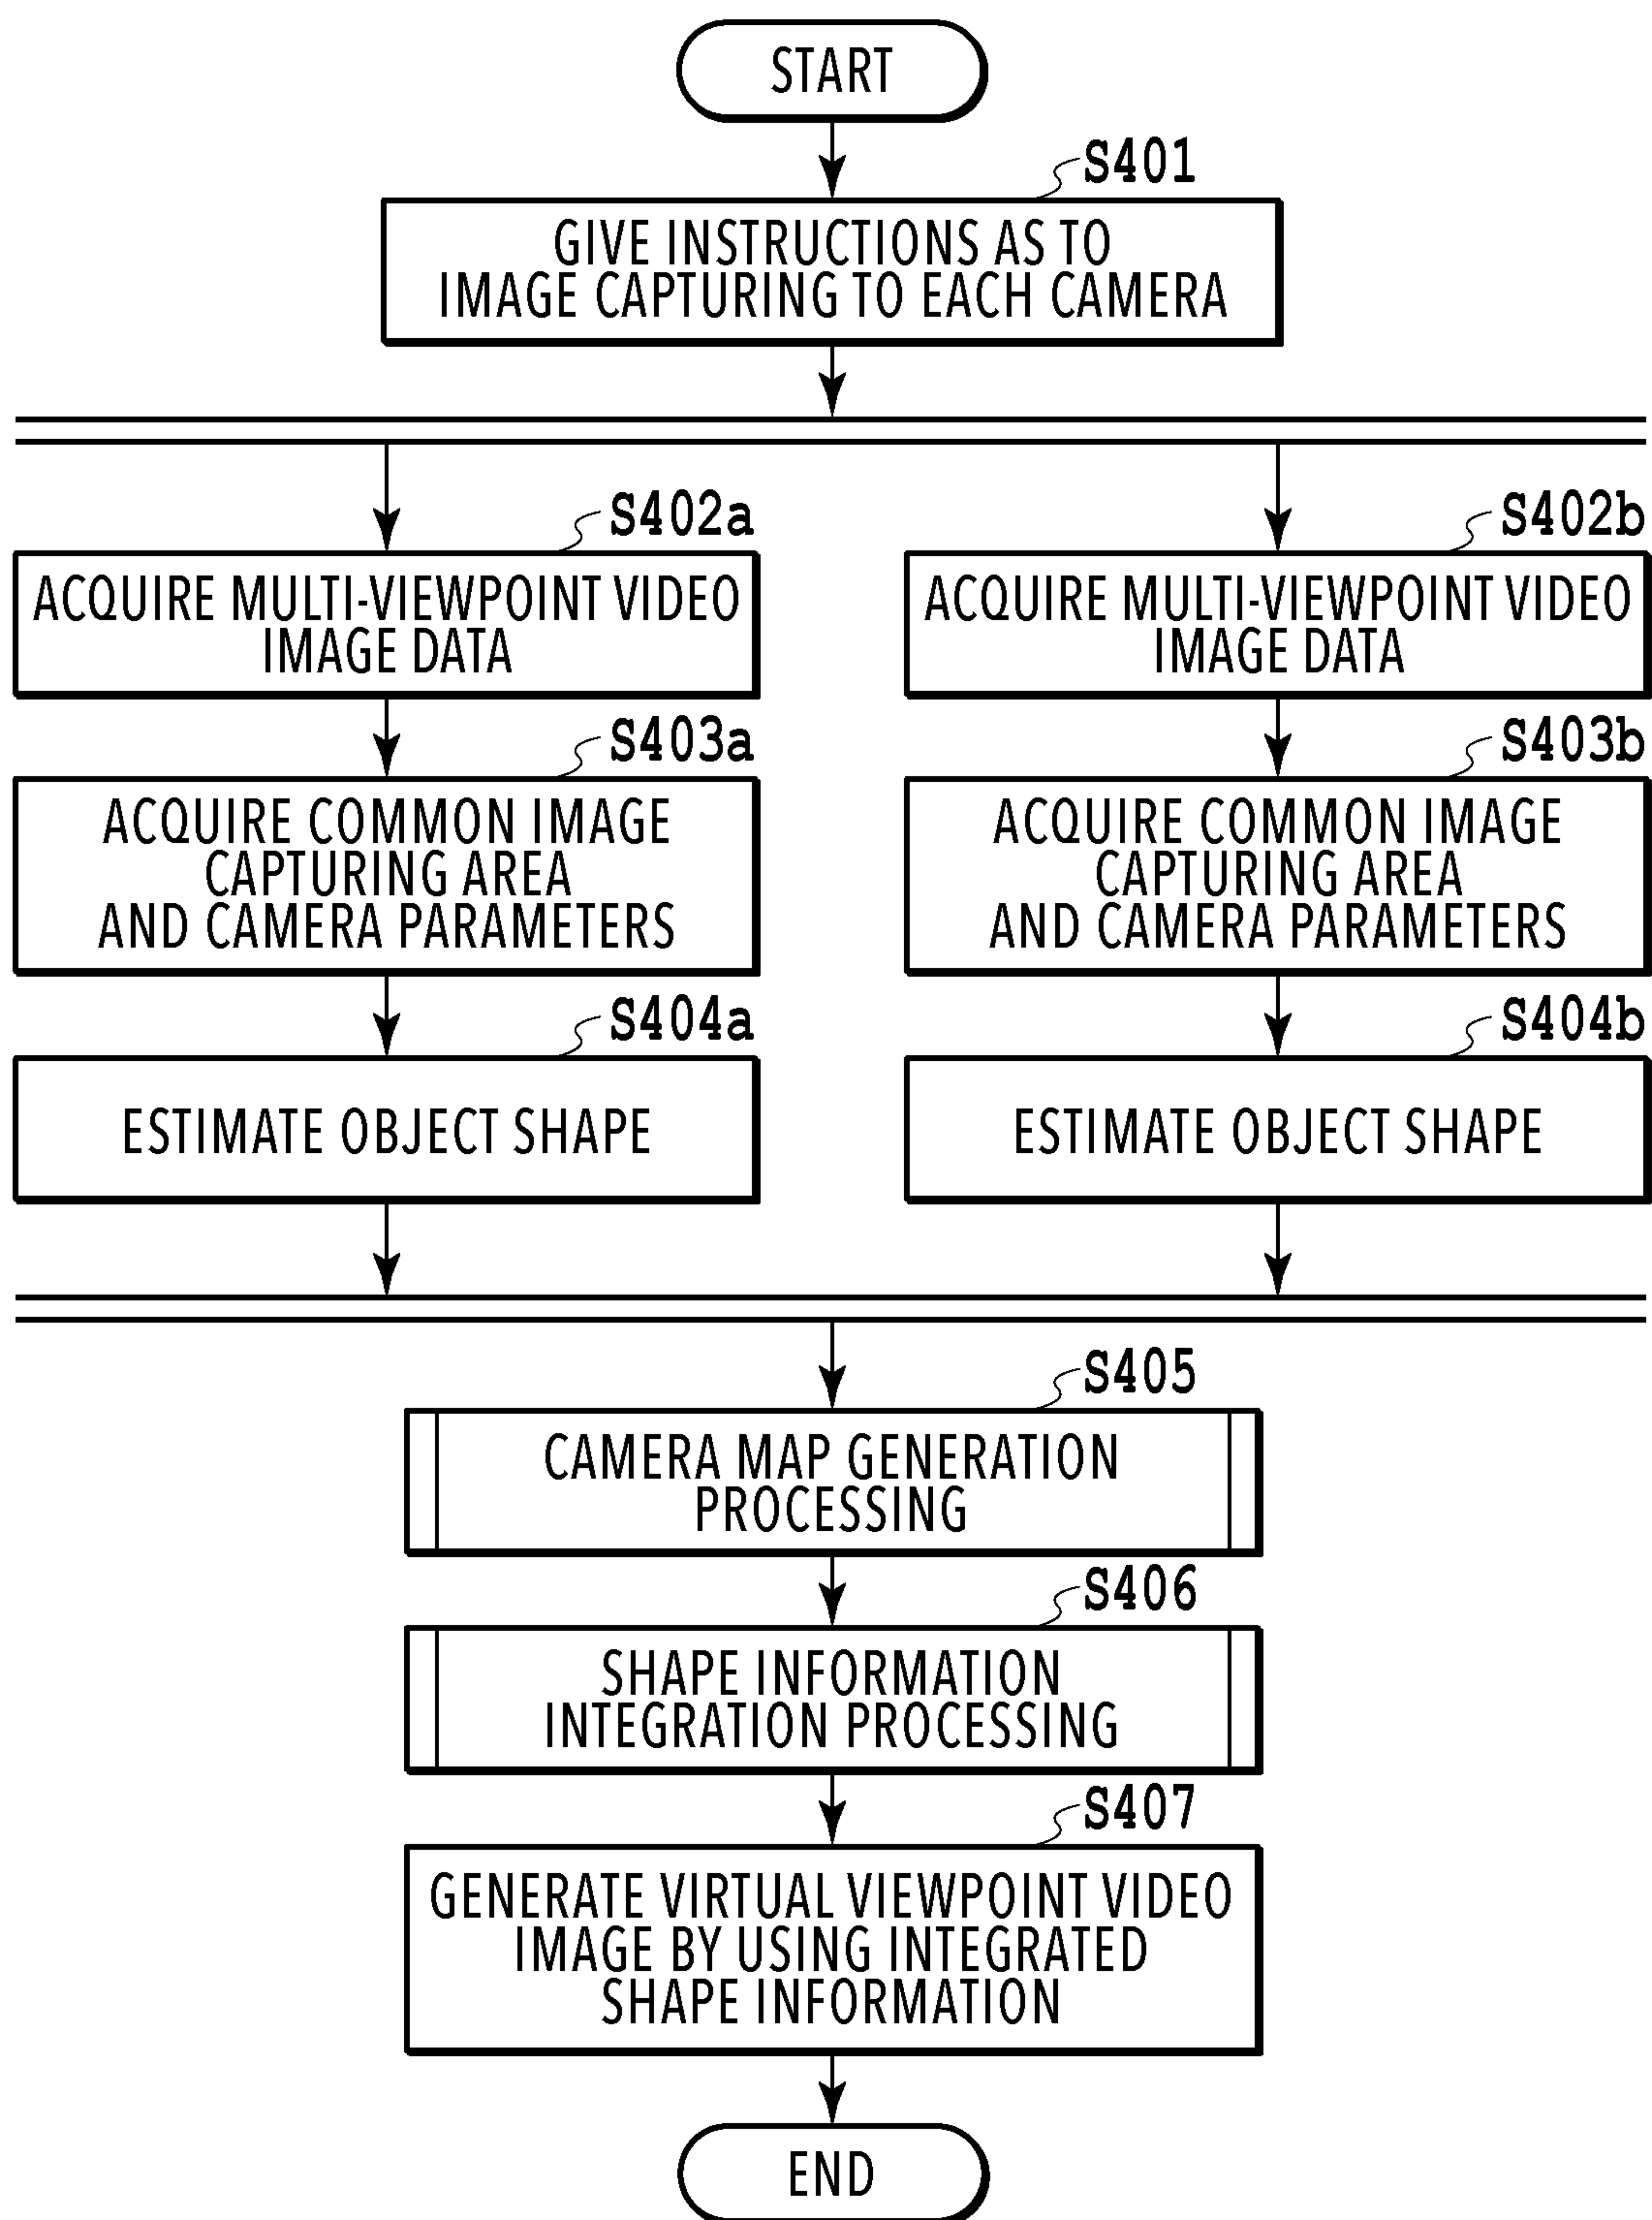 START
S401
GIVE INSTRUCTIONS AS TO
IMAGE CAPTURING TO EACH CAMERA
S402a
ACQUIRE MULTI-VIEWPOINT VIDEO
IMAGE DATA
S403a
ACQUIRE COMMON IMAGE
CAPTURING AREA
AND CAMERA PARAMETERS
S404a
ESTIMATE OBJECT SHAPE
S402b
ACQUIRE MULTI-VIEWPOINT VIDEO
IMAGE DATA
S403b
ACQUIRE COMMON IMAGE
CAPTURING AREA
AND CAMERA PARAMETERS
S404b
ESTIMATE OBJECT SHAPE
S405
CAMERA MAP GENERATION
PROCESSING
S406
SHAPE INFORMATION
INTEGRATION PROCESSING
S407
GENERATE VIRTUAL VIEWPOINT VIDEO
IMAGE BY USING INTEGRATED
SHAPE INFORMATION
END